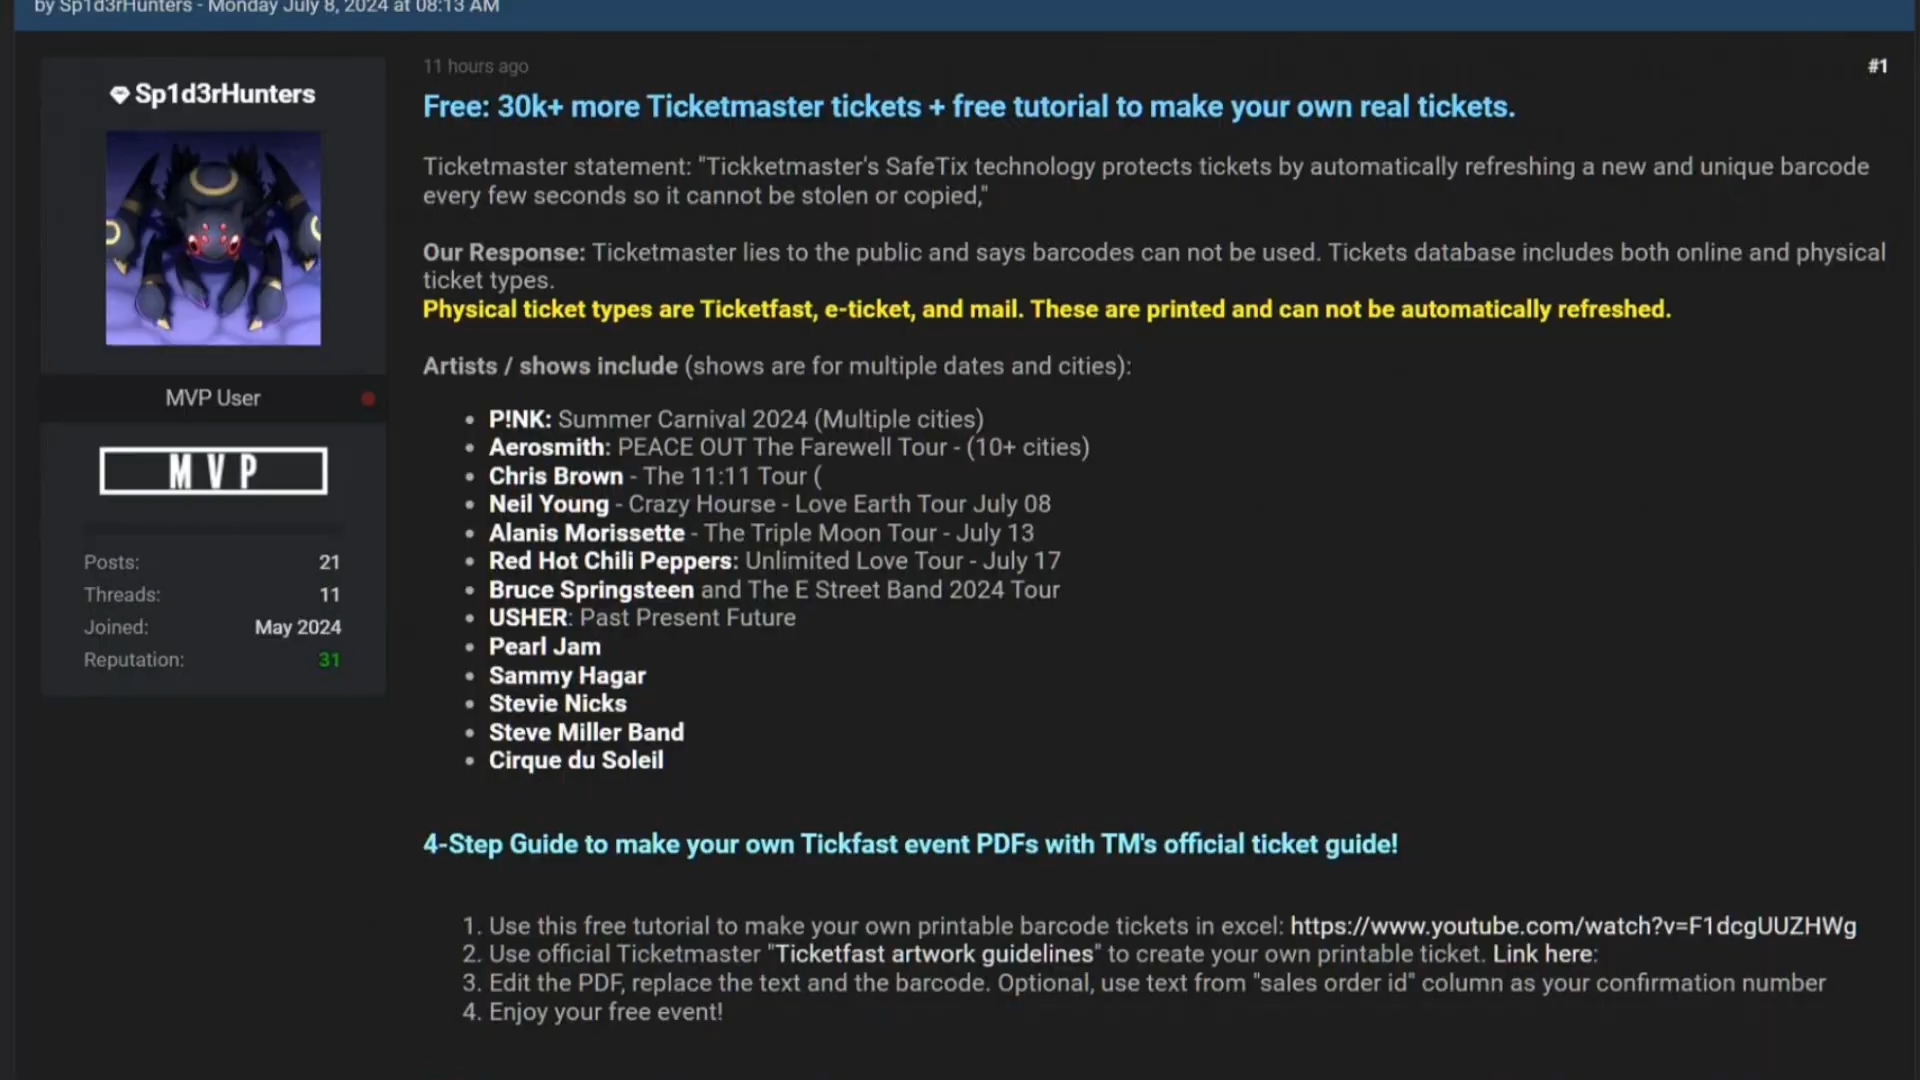 by Sp1d3rHunters - Monday July 8, 2024 at 08:13 AM
Sp1d3rHunters
MVP User
MVP
Posts: 21
Threads: 11
Joined: May 2024
Reputation: 31
11 hours ago
#1
Free: 30k+ more Ticketmaster tickets + free tutorial to make your own real tickets.
Ticketmaster statement: "Tickketmaster's SafeTix technology protects tickets by automatically refreshing a new and unique barcode
every few seconds so it cannot be stolen or copied,"
Our Response: Ticketmaster lies to the public and says barcodes can not be used. Tickets database includes both online and physical
ticket types.
Physical ticket types are Ticketfast, e-ticket, and mail. These are printed and can not be automatically refreshed.
Artists / shows include (shows are for multiple dates and cities):
• P!NK: Summer Carnival 2024 (Multiple cities)
• Aerosmith: PEACE OUT The Farewell Tour - (10+ cities)
• Chris Brown - The 11:11 Tour (
• Neil Young - Crazy Hourse - Love Earth Tour July 08
• Alanis Morissette - The Triple Moon Tour - July 13
• Red Hot Chili Peppers: Unlimited Love Tour - July 17
• Bruce Springsteen and The E Street Band 2024 Tour
• USHER: Past Present Future
• Pearl Jam
• Sammy Hagar
• Stevie Nicks
• Steve Miller Band
• Cirque du Soleil
4-Step Guide to make your own Tickfast event PDFs with TM's official ticket guide!
1. Use this free tutorial to make your own printable barcode tickets in excel: https://www.youtube.com/watch?v=F1dcgUUZHWg
2. Use official Ticketmaster "Ticketfast artwork guidelines" to create your own printable ticket. Link here:
3. Edit the PDF, replace the text and the barcode. Optional, use text from "sales order id" column as your confirmation number
4. Enjoy your free event!